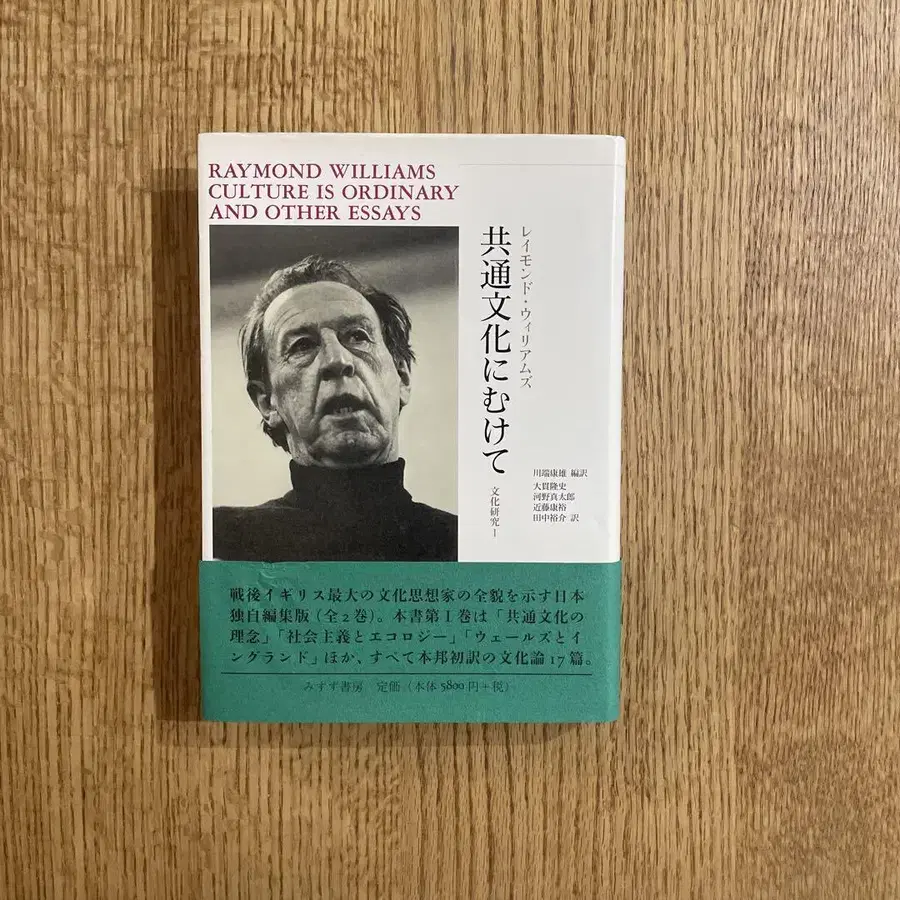 RAYMOND WILLIAMS
CULTURE IS ORDINARY
AND OTHER ESSAYS
レイモンド・ウィリアムズ
共通文化にむけて
文化研究 I
川端康雄 編訳
大貫隆史
河野真太郎
近藤康裕
田中裕介 訳
戦後イギリス最大の文化思想家の全貌を示す日本
独自編集版（全2巻）。本書第I巻は「共通文化の
理念」「社会主義とエコロジー」「ウェールズとイ
ングランド」ほか、すべて本邦初訳の文化論17篇。
みすず書房 定価（本体5800円+税）